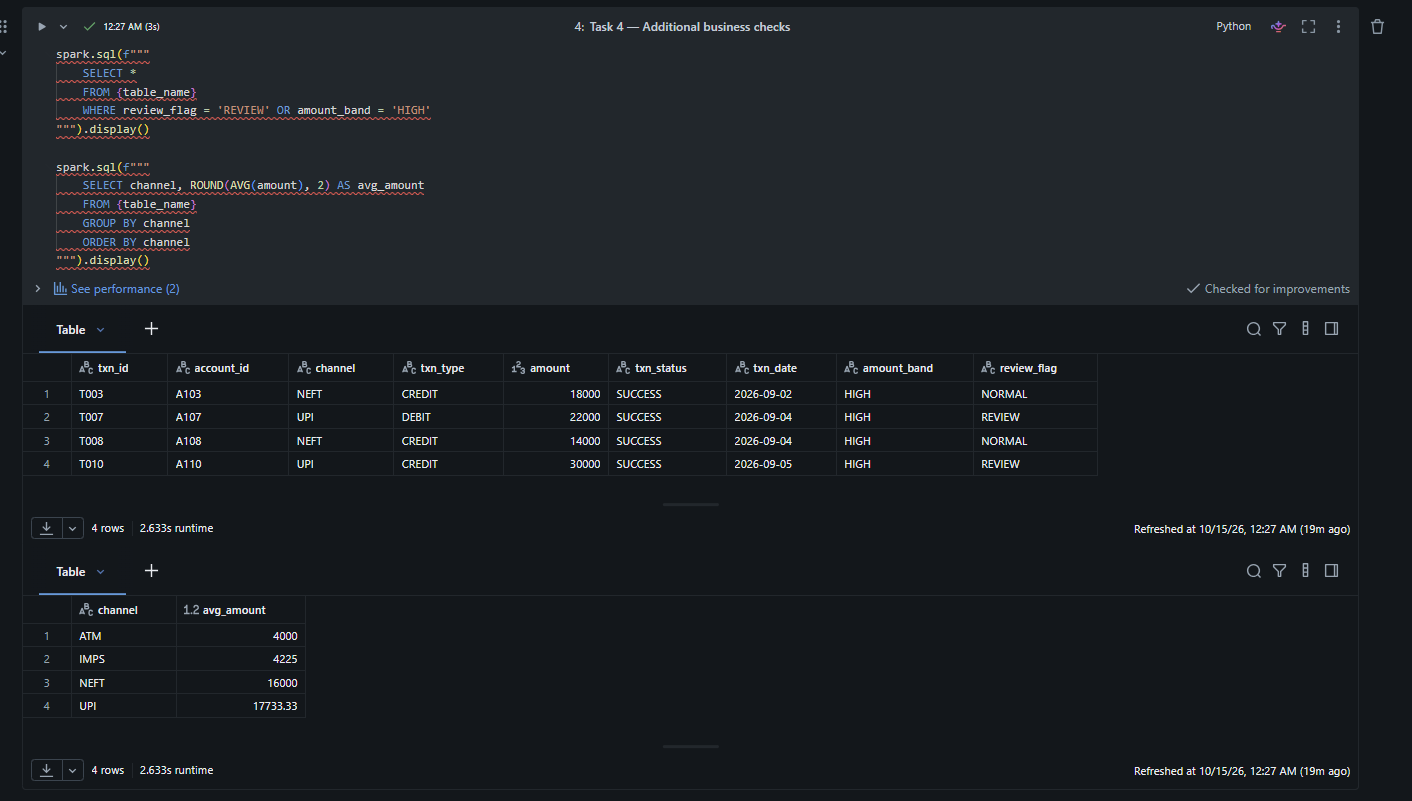 12:27 AM (3s)
4: Task 4 — Additional business checks
Python
spark.sql(f"""
SELECT *
FROM {table_name}
WHERE review_flag = 'REVIEW' OR amount_band = 'HIGH'
""").display()
spark.sql(f"""
SELECT channel, ROUND(AVG(amount), 2) AS avg_amount
FROM {table_name}
GROUP BY channel
ORDER BY channel
""").display()
See performance (2)
Checked for improvements
Table
txn_id account_id channel txn_type amount txn_status txn_date amount_band review_flag
1 T003 A103 NEFT CREDIT 18000 SUCCESS 2026-09-02 HIGH NORMAL
2 T007 A107 UPI DEBIT 22000 SUCCESS 2026-09-04 HIGH REVIEW
3 T008 A108 NEFT CREDIT 14000 SUCCESS 2026-09-04 HIGH NORMAL
4 T010 A110 UPI CREDIT 30000 SUCCESS 2026-09-05 HIGH REVIEW
4 rows 2.633s runtime
Refreshed at 10/15/26, 12:27 AM (19m ago)
Table
channel 1.2 avg_amount
1 ATM 4000
2 IMPS 4225
3 NEFT 16000
4 UPI 17733.33
4 rows 2.633s runtime
Refreshed at 10/15/26, 12:27 AM (19m ago)